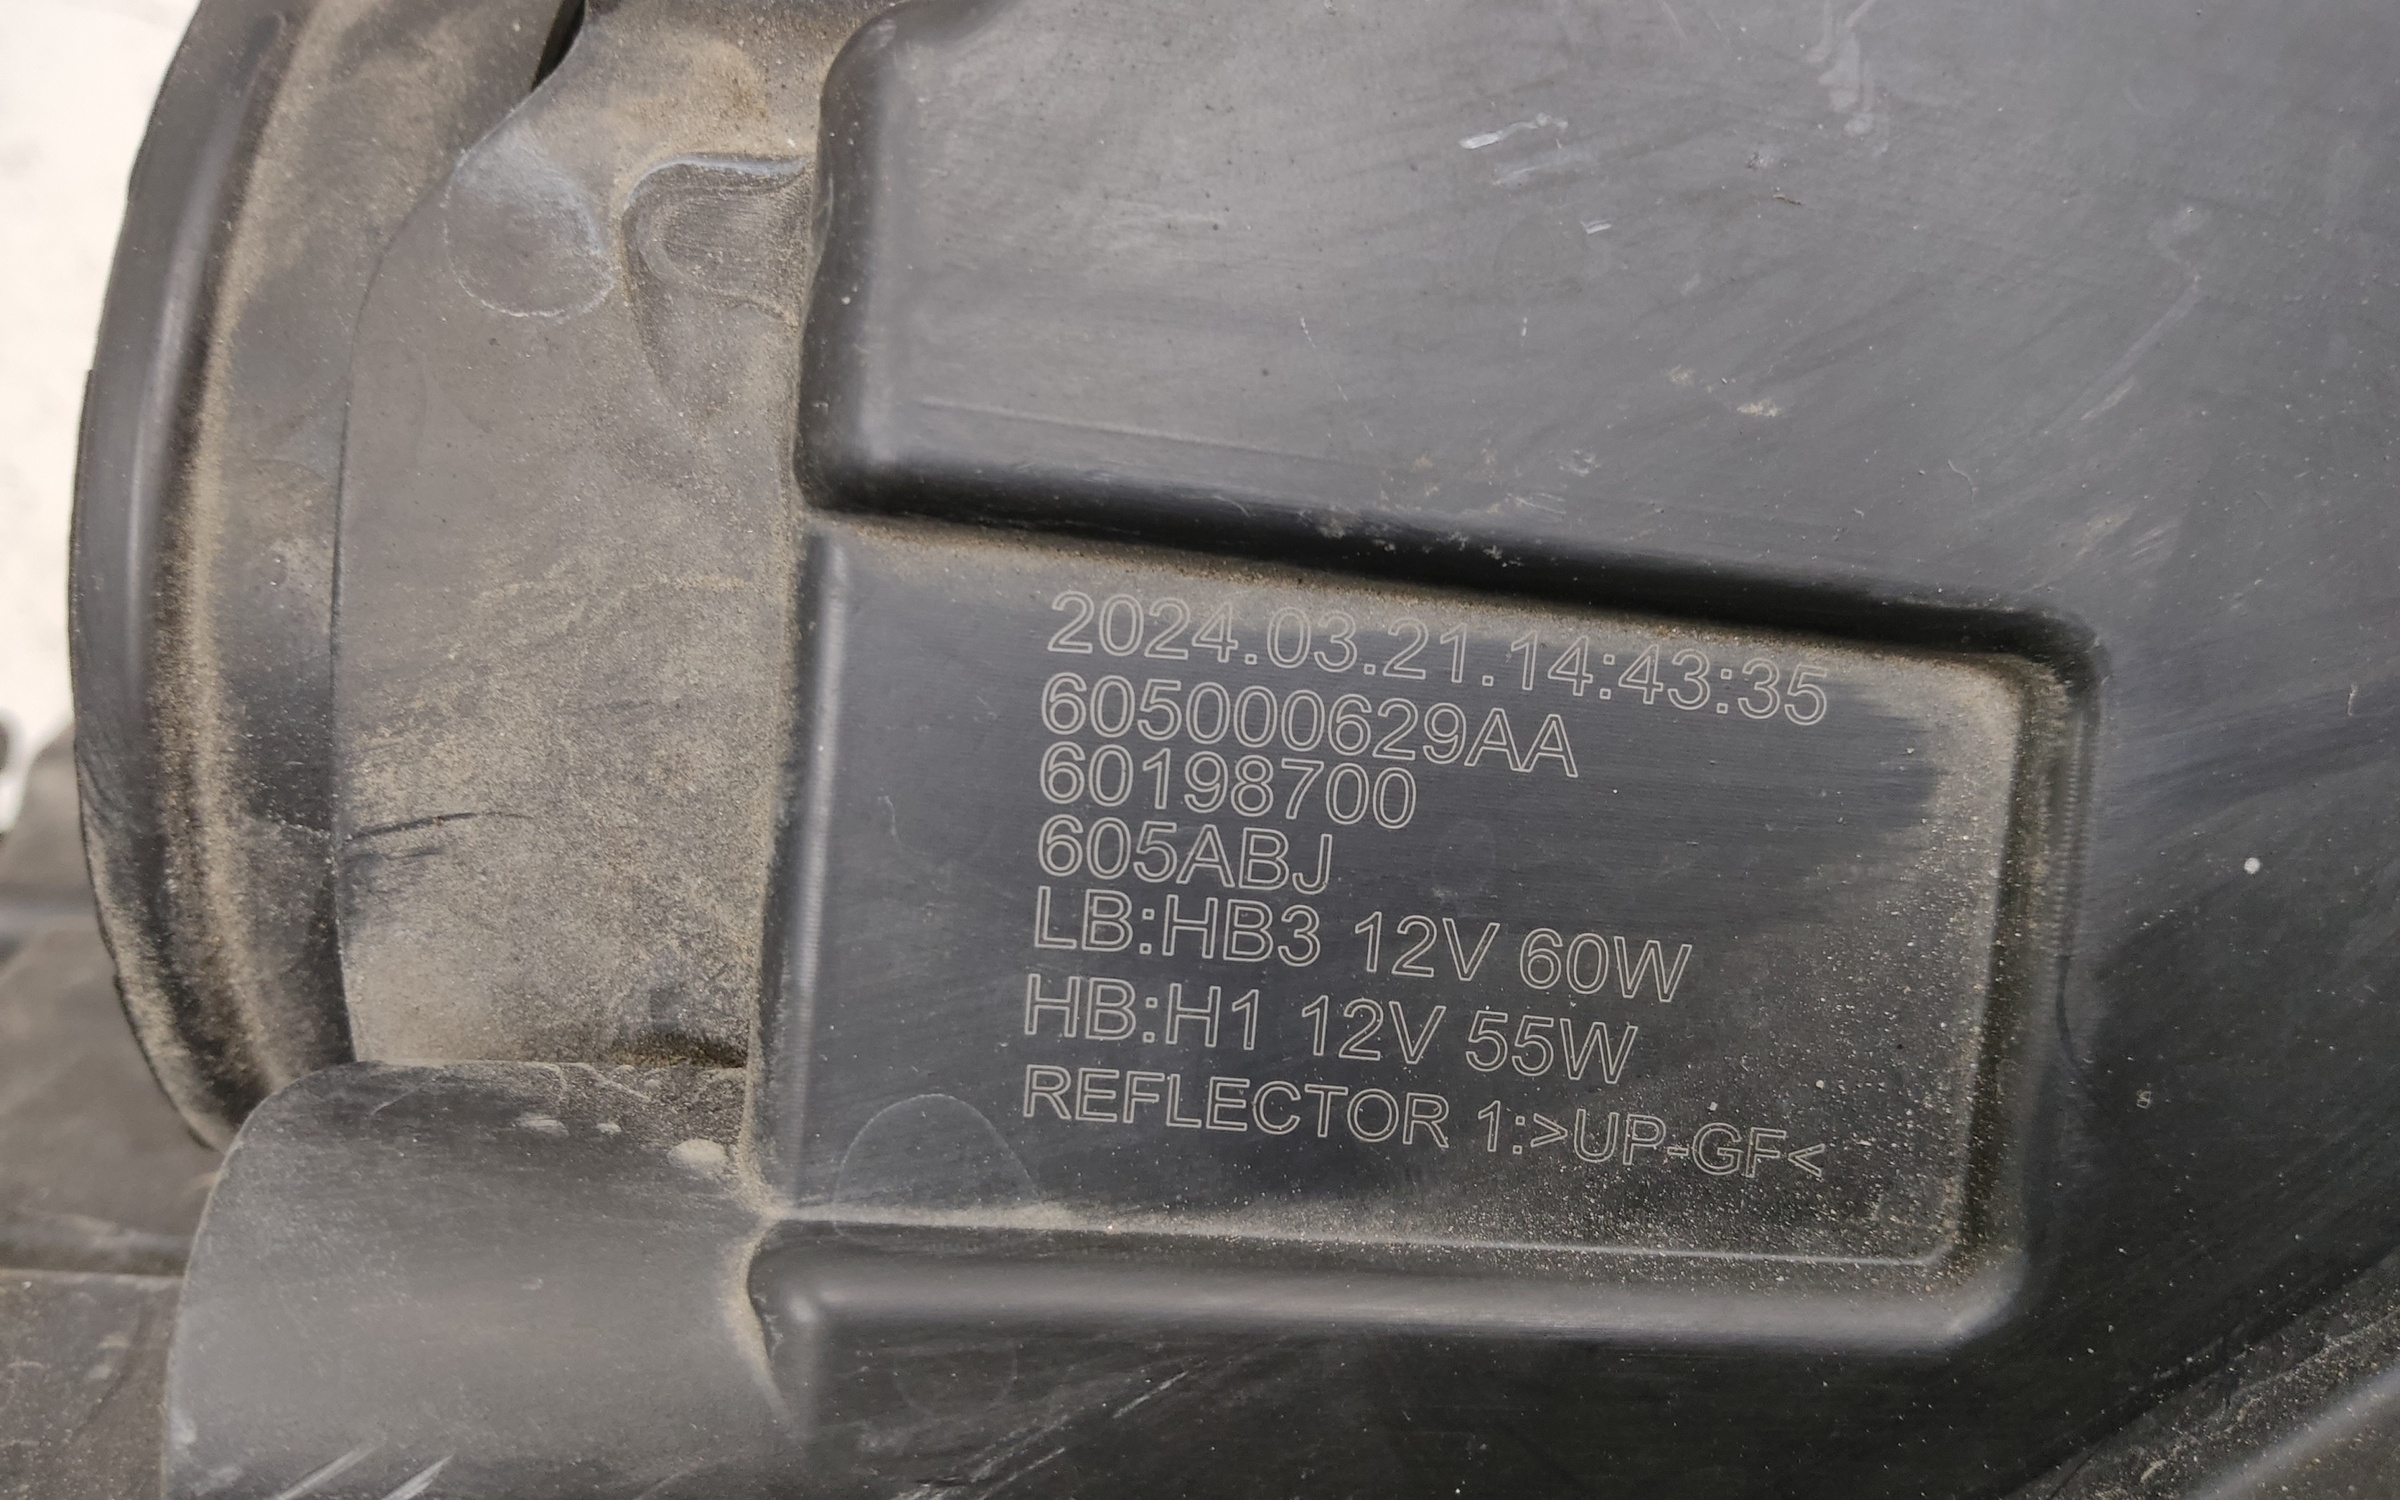 2024.03.21.14:43:35
605000629AA
60198700
605ABJ
LB:HB3 12V 60W
HB:H1 12V 55W
REFLECTOR 1:>UP-GF<